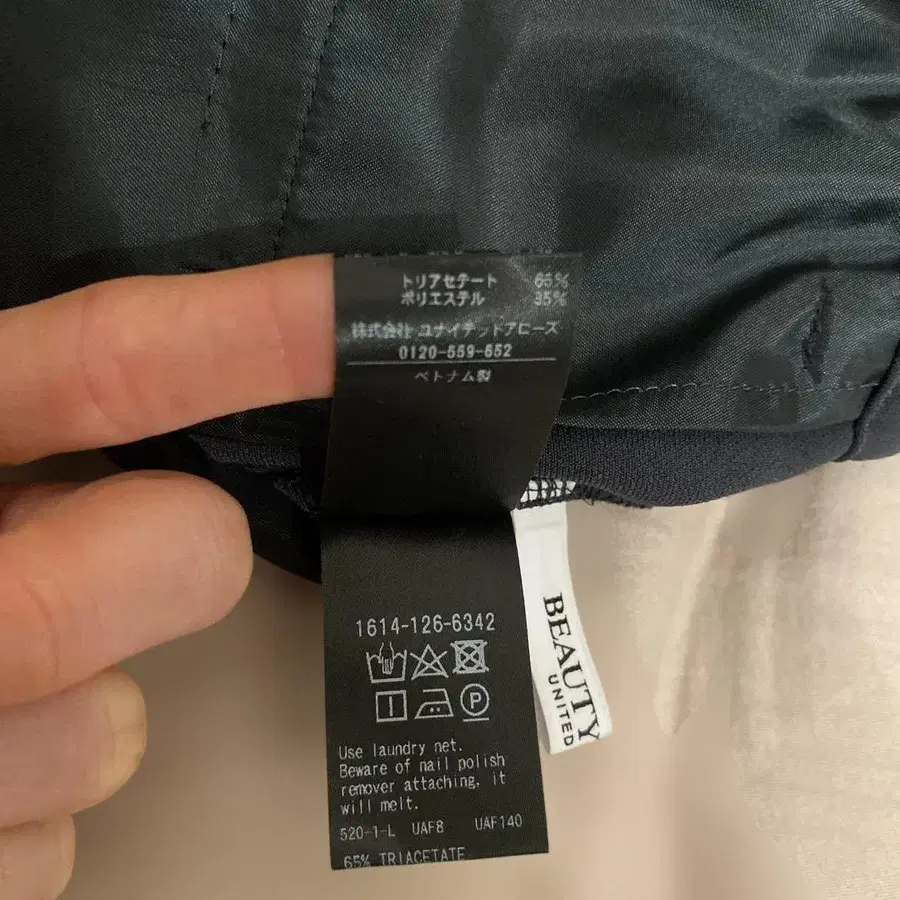 トリアセテート 65%
ポリエステル 35%
株式会社 ユナイテッドアローズ
0120-559-652
ベトナム製
1614-126-6342
P
Use laundry net.
Beware of nail polish
remover attaching, it
will melt.
520-1-L UAF8 UAF140
65% TRIACETATE
BEAUTY
UNITED